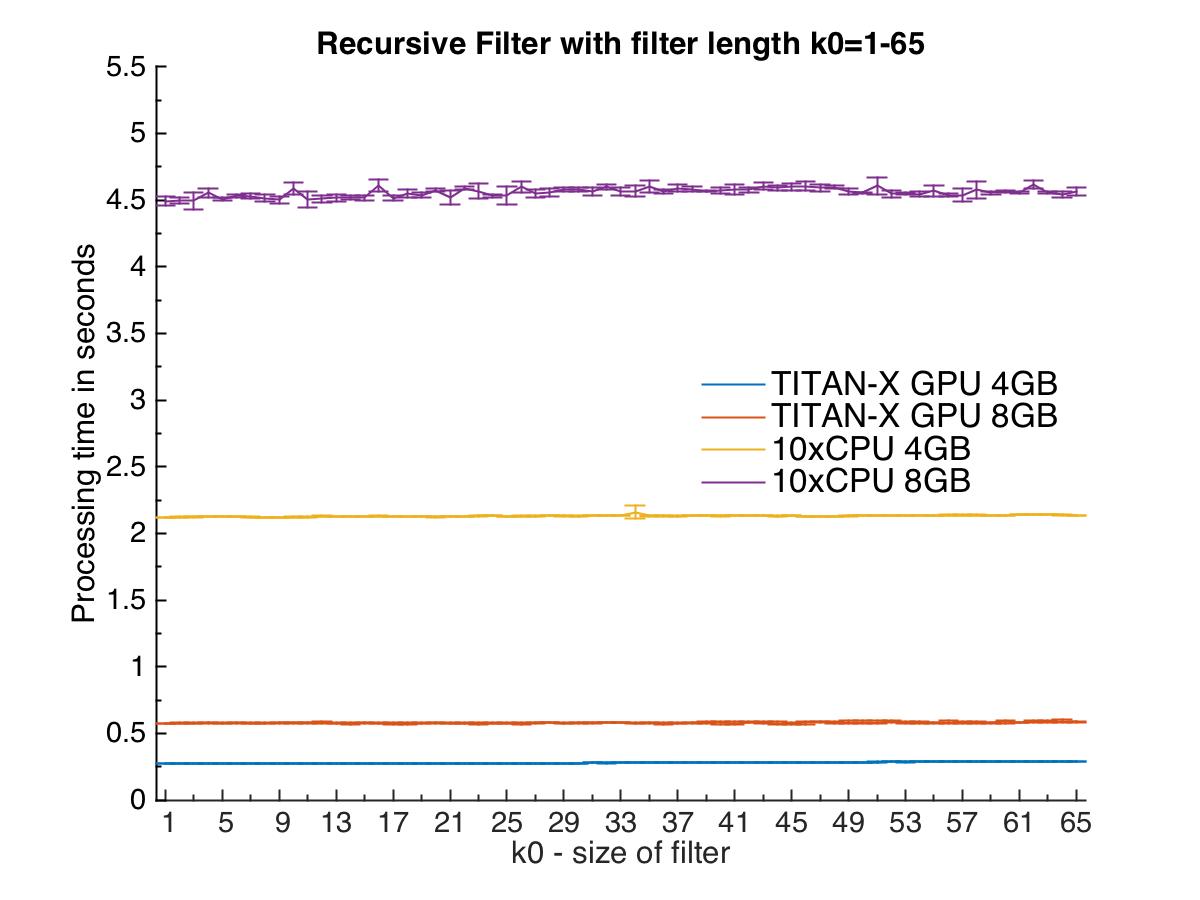 Recursive Filter with filter length k0=1-65
5.5
5
4.5
4
3.5
3
2.5
2
1.5
1
0.5
0
Processing time in seconds
TITAN-X GPU 4GB
TITAN-X GPU 8GB
10xCPU 4GB
10xCPU 8GB
1 5 9 13 17 21 25 29 33 37 41 45 49 53 57 61 65
k0 - size of filter